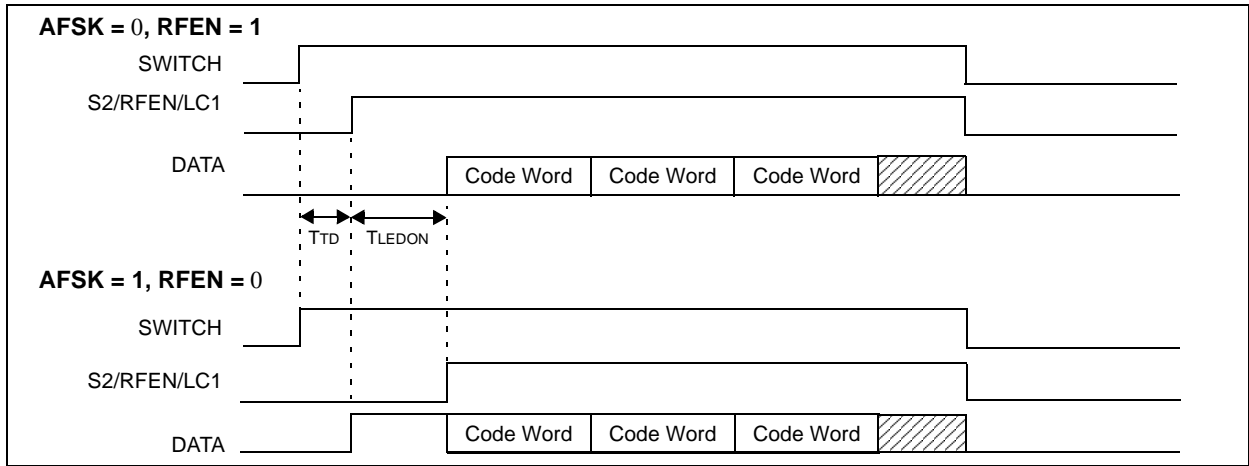 AFSK = 0, RFEN = 1
SWITCH
S2/RFEN/LC1
DATA
Code Word Code Word Code Word
TTD TLEDON
AFSK = 1, RFEN = 0
SWITCH
S2/RFEN/LC1
DATA
Code Word Code Word Code Word